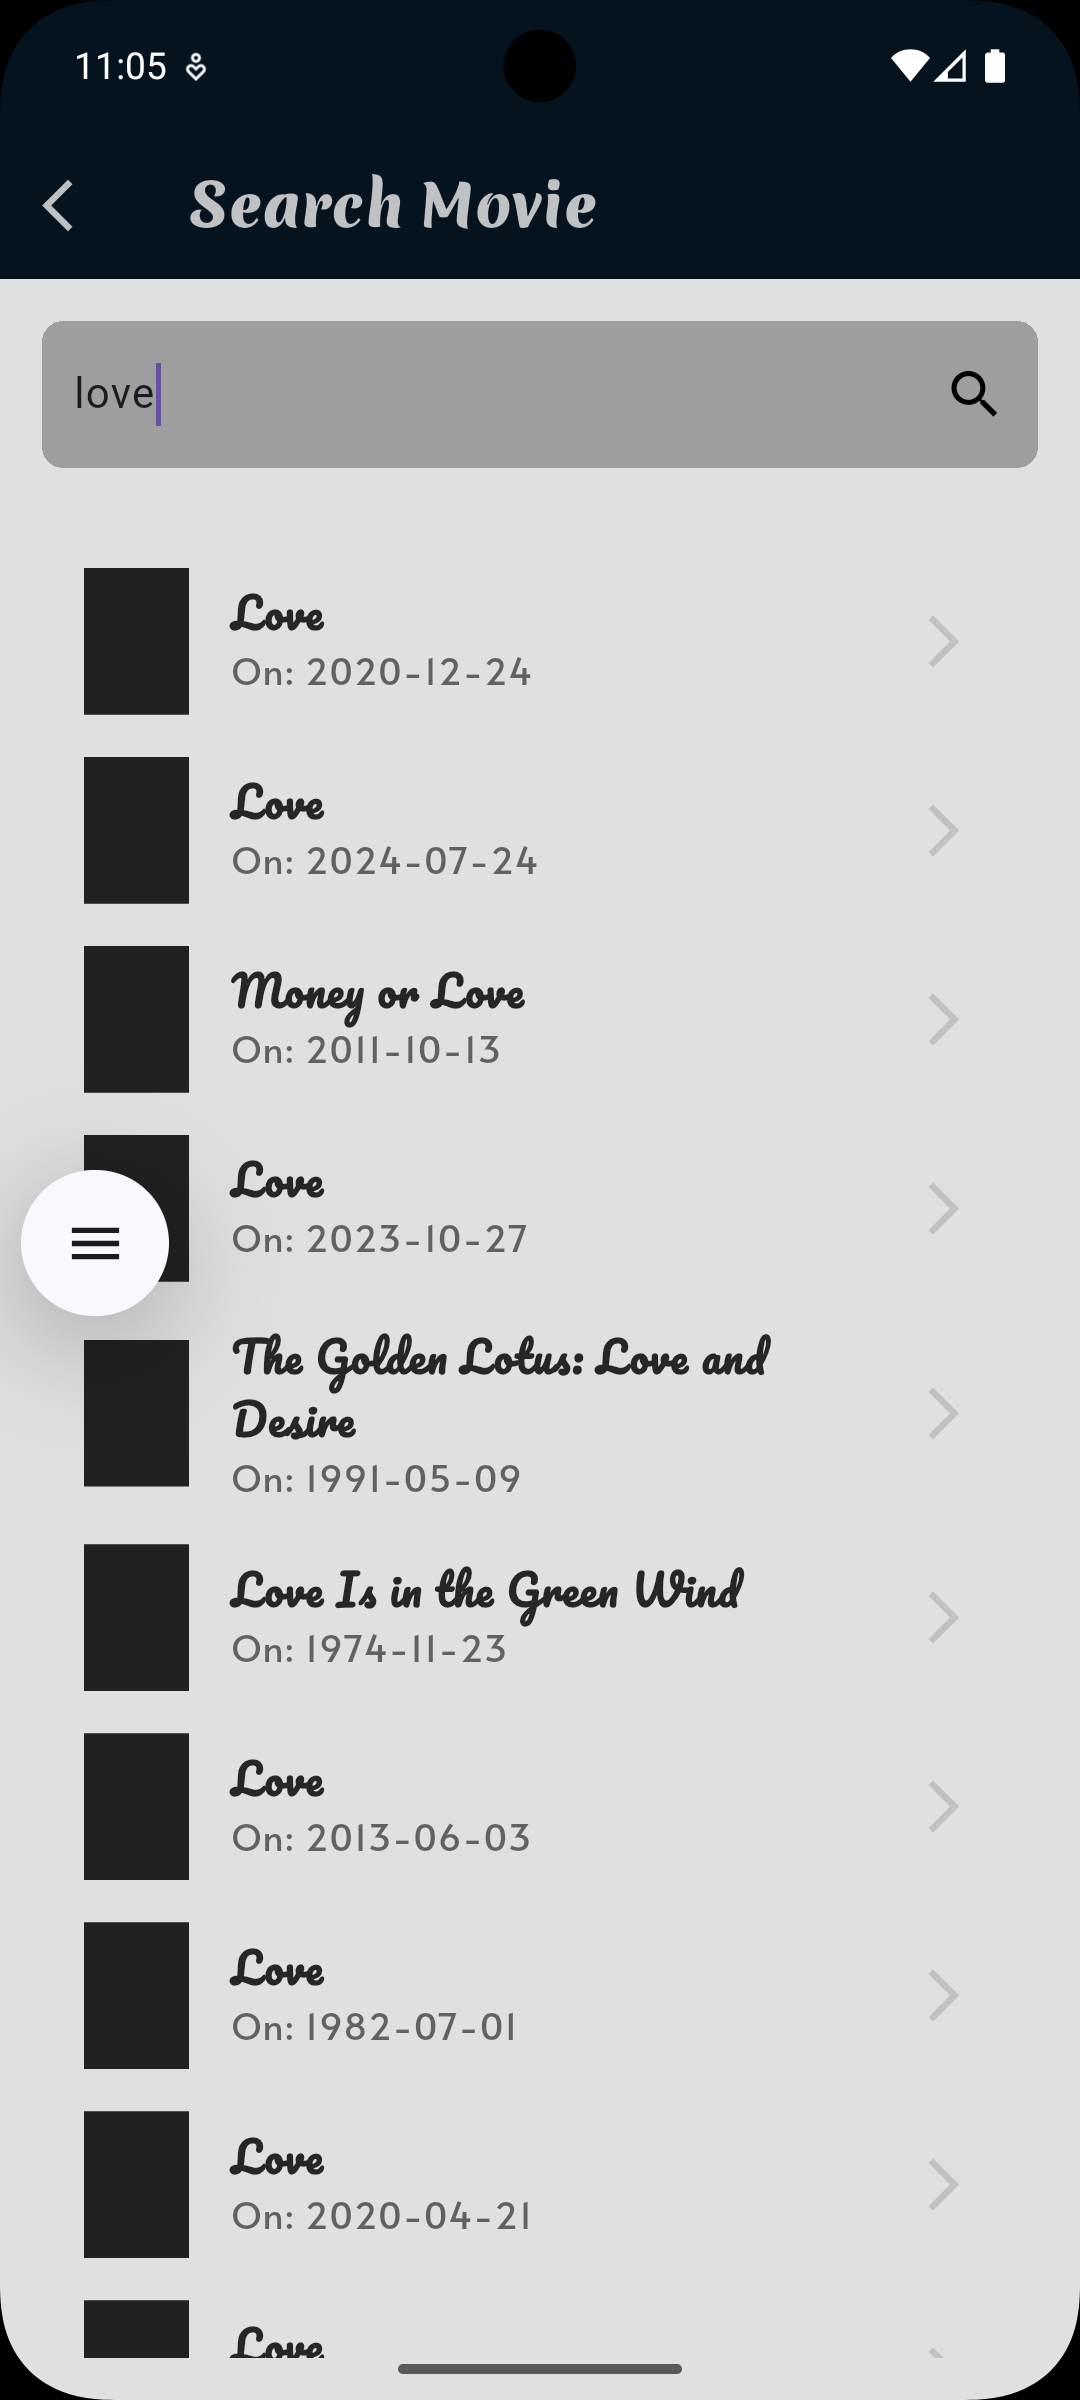 11:05
Search Movie
love
Love
On: 2020-12-24
Love
On: 2024-07-24
Money or Love
On: 2011-10-13
Love
On: 2023-10-27
The Golden Lotus: Love and
Desire
On: 1991-05-09
Love Is in the Green Wind
On: 1974-11-23
Love
On: 2013-06-03
Love
On: 1982-07-01
Love
On: 2020-04-21
Love